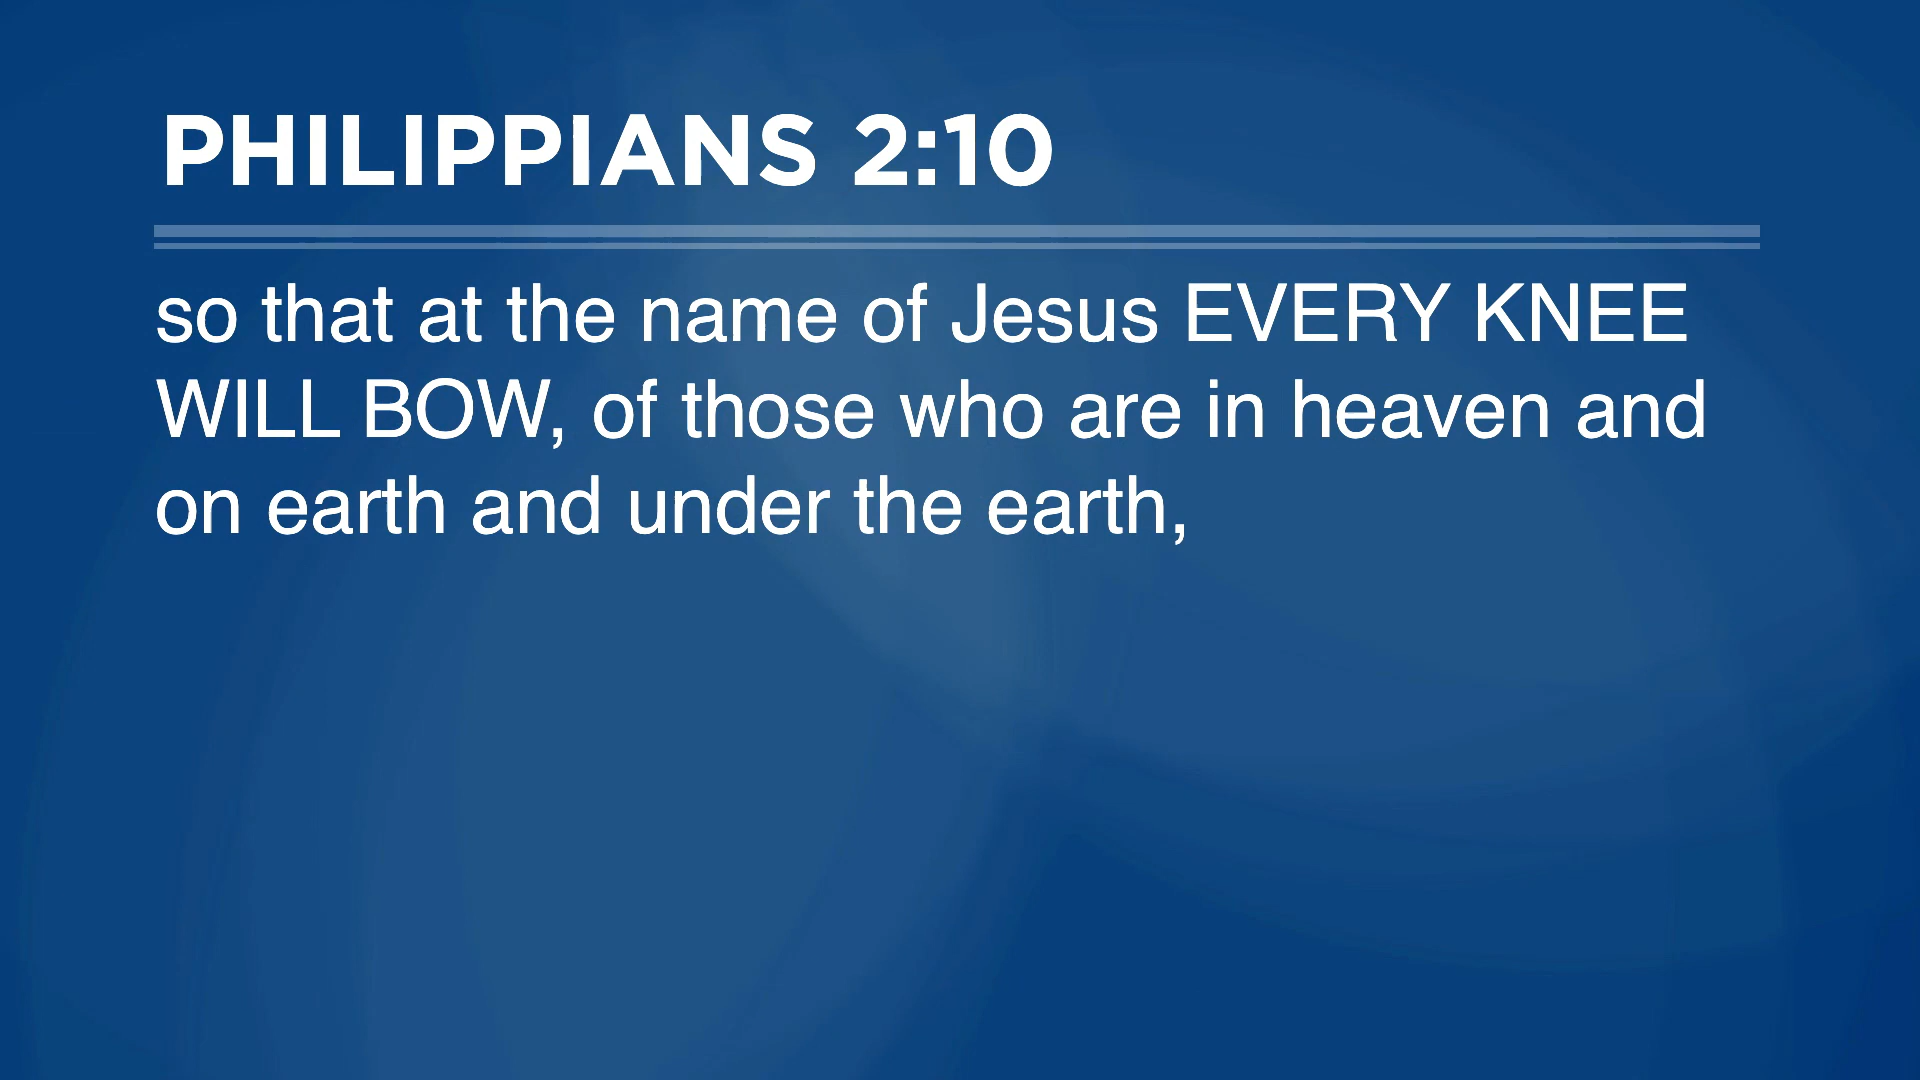 PHILIPPIANS 2:10
so that at the name of Jesus EVERY KNEE
WILL BOW, of those who are in heaven and
on earth and under the earth,